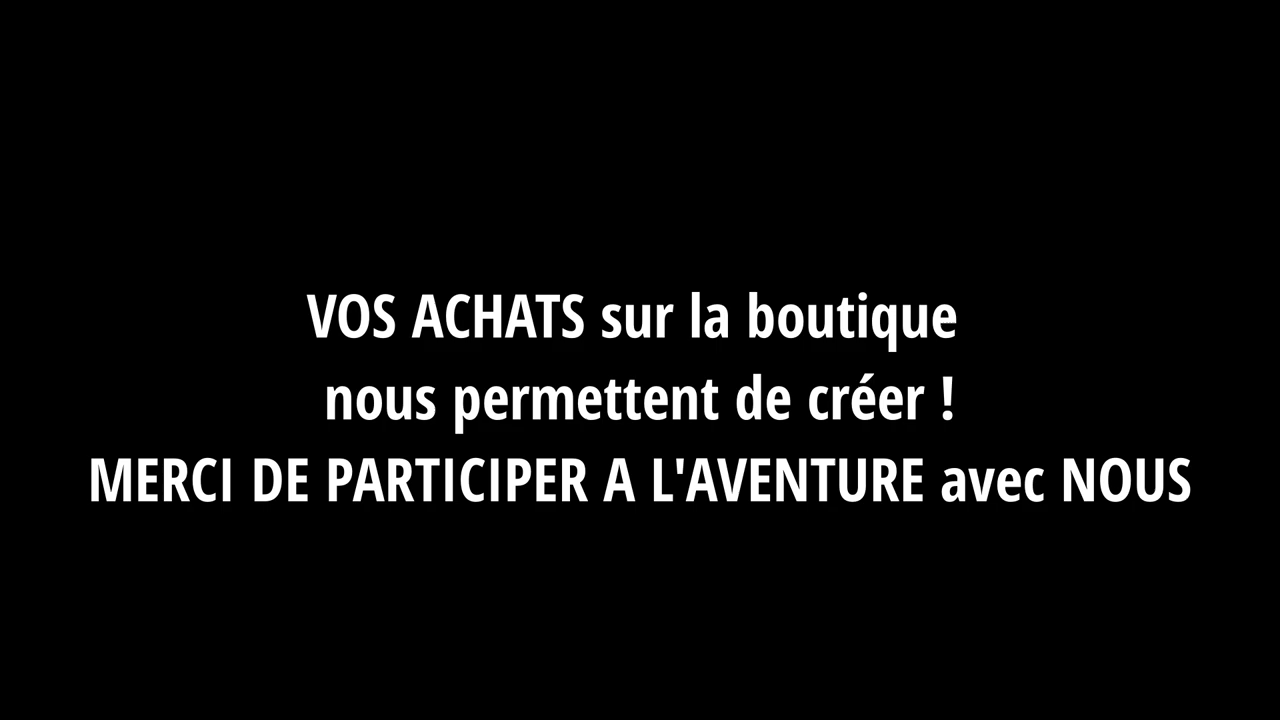 VOS ACHATS sur la boutique
nous permettent de créer !
MERCI DE PARTICIPER A L'AVENTURE avec NOUS